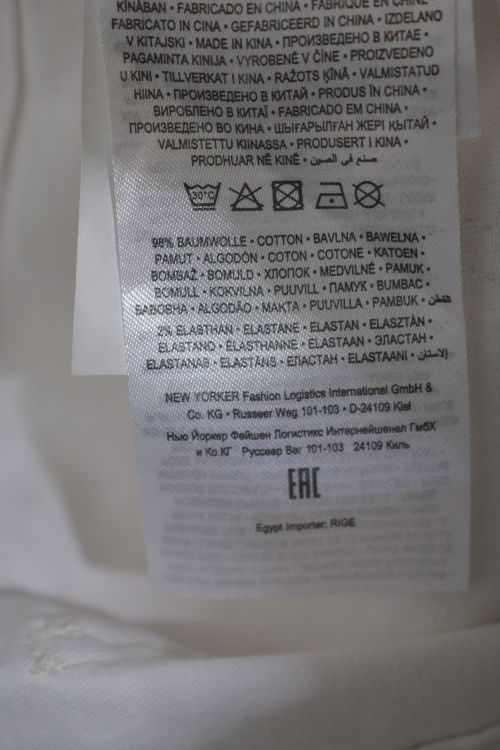 KÍNÁBAN • FABRICADO EN CHINA • FABRIQUÉ EN CHINE •
FABRICATO IN CINA • GEFABRICEERD IN CHINA • IZDELANO
V KITAJSKI • MADE IN KINA • ПРОИЗВЕДЕНО В КИТАЕ •
PAGAMINTA KINIJA • VYROBENÉ V ČÍNE • PROIZVEDENO
U KINI • TILLVERKAT I KINA • RAŽOTS ĶĪNĀ • VALMISTATUD
HIINA • ПРОИЗВЕДЕНО В КИТАЙ • PRODUS ÎN CHINA •
ВИРОБЛЕНО В КИТАЇ • FABRICADO EM CHINA •
ПРОИЗВЕДЕНО ВО КИНА • ШЫҒАРЫЛҒАН ЖЕРІ ҚЫТАЙ •
VALMISTETTU KIINASSA • PRODUSERT I KINA •
PRODHUAR NË KINË • صنع في الصين
30°C
98% BAUMWOLLE • COTTON • BAVLNA • BAWEŁNA •
PAMUT • ALGODÓN • COTON • COTONE • KATOEN •
BOMBAŽ • BOMULD • ХЛОПОК • MEDVILNĖ • PAMUK •
BOMULL • KOKVILNA • PUUVILL • ПАМУК • BUMBAC •
БАВОВНА • ALGODÃO • МАКТА • PUUVILLA • PAMBUK • قطن
2% ELASTHAN • ELASTANE • ELASTAN • ELASZTÁN •
ELASTANO • ÉLASTHANNE • ELASTAAN • ЭЛАСТАН •
ELASTANAS • ELASTĀNS • ЕЛАСТАН • ELASTAANI • إلاستان
NEW YORKER Fashion Logistics International GmbH &
Co. KG • Russeer Weg 101-103 • D-24109 Kiel
Нью Йоркер Фейшен Логистикс Интернейшенел ГмбХ
и Ко.КГ Руссеер Вег 101-103 24109 Киль
EAC
Egypt Importer: RIGE